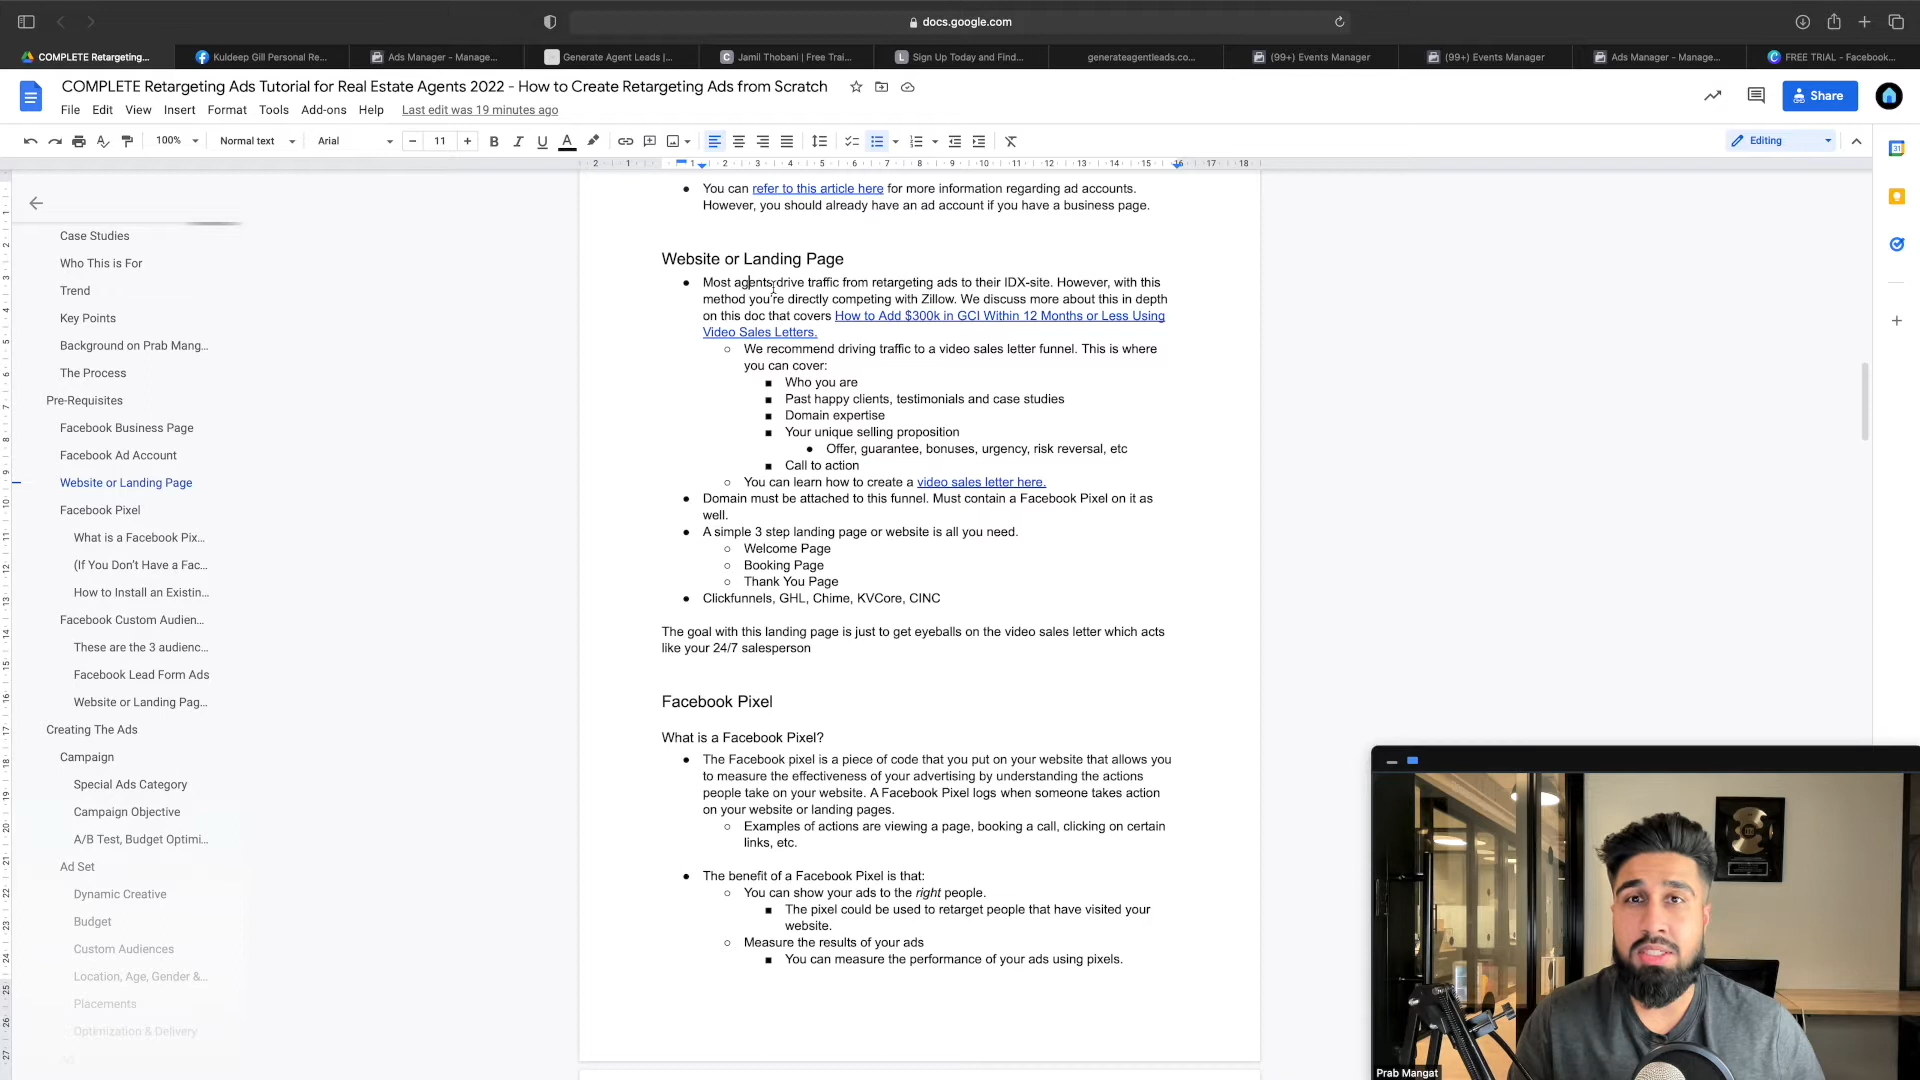 docs.google.com
COMPLETE Retargeting...
Kuldeep Gill Personal Re...
Ads Manager - Manage...
Generate Agent Leads |...
Jamil Thobani | Free Trai...
Sign Up Today and Find...
generateagentleads.co...
(99+) Events Manager
(99+) Events Manager
Ads Manager - Manage...
FREE TRIAL - Facebook...
COMPLETE Retargeting Ads Tutorial for Real Estate Agents 2022 - How to Create Retargeting Ads from Scratch
File Edit View Insert Format Tools Add-ons Help Last edit was 19 minutes ago
Share
100% Normal text Arial 11 Editing
Case Studies
Who This is For
Trend
Key Points
Background on Prab Mang...
The Process
Pre-Requisites
Facebook Business Page
Facebook Ad Account
Website or Landing Page
Facebook Pixel
What is a Facebook Pix...
(If You Don't Have a Fac...
How to Install an Existin...
Facebook Custom Audien...
These are the 3 audienc...
Facebook Lead Form Ads
Website or Landing Pag...
Creating The Ads
Campaign
Special Ads Category
Campaign Objective
A/B Test, Budget Optimi...
Ad Set
Dynamic Creative
Budget
Custom Audiences
Location, Age, Gender &...
Placements
Optimization & Delivery
Ad
You can refer to this article here for more information regarding ad accounts.
However, you should already have an ad account if you have a business page.
Website or Landing Page
Most agents drive traffic from retargeting ads to their IDX-site. However, with this
method you're directly competing with Zillow. We discuss more about this in depth
on this doc that covers How to Add $300k in GCI Within 12 Months or Less Using
Video Sales Letters.
We recommend driving traffic to a video sales letter funnel. This is where
you can cover:
Who you are
Past happy clients, testimonials and case studies
Domain expertise
Your unique selling proposition
Offer, guarantee, bonuses, urgency, risk reversal, etc
Call to action
You can learn how to create a video sales letter here.
Domain must be attached to this funnel. Must contain a Facebook Pixel on it as
well.
A simple 3 step landing page or website is all you need.
Welcome Page
Booking Page
Thank You Page
Clickfunnels, GHL, Chime, KVCore, CINC
The goal with this landing page is just to get eyeballs on the video sales letter which acts
like your 24/7 salesperson
Facebook Pixel
What is a Facebook Pixel?
The Facebook pixel is a piece of code that you put on your website that allows you
to measure the effectiveness of your advertising by understanding the actions
people take on your website. A Facebook Pixel logs when someone takes action
on your website or landing pages.
Examples of actions are viewing a page, booking a call, clicking on certain
links, etc.
The benefit of a Facebook Pixel is that:
You can show your ads to the right people.
The pixel could be used to retarget people that have visited your
website.
Measure the results of your ads
You can measure the performance of your ads using pixels.
Prab Mangat